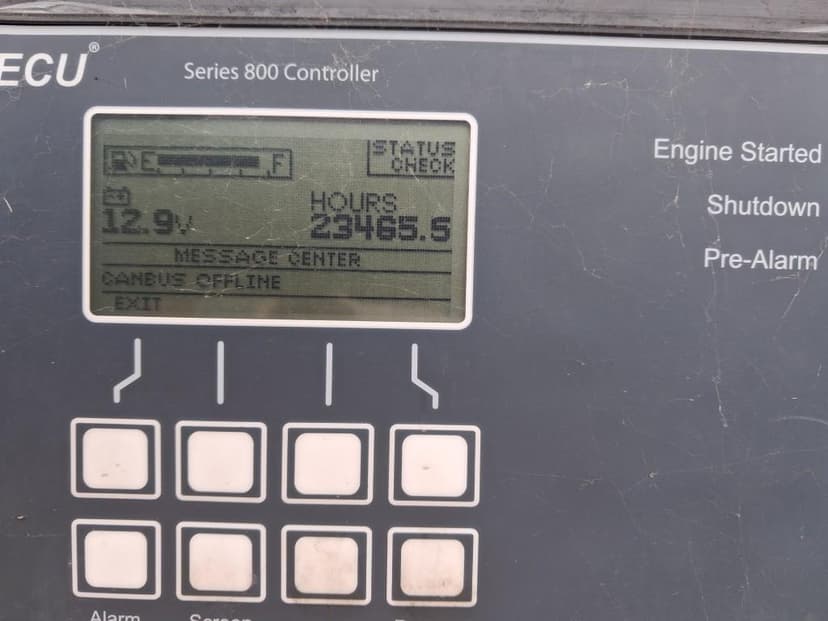 ECU®
Series 800 Controller
E F
STATUS
CHECK
12.9V
HOURS
23465.5
MESSAGE CENTER
CANBUS OFFLINE
EXIT
Engine Started
Shutdown
Pre-Alarm
Alarm Screen